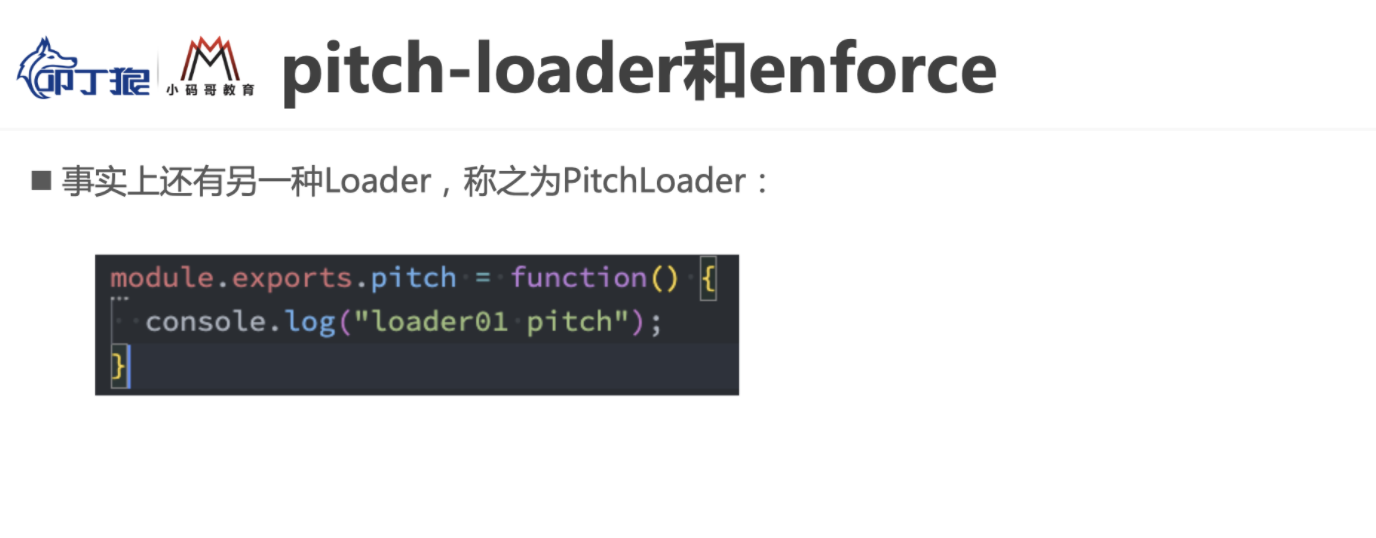 叩丁狼
小码哥教育
pitch-loader和enforce
■ 事实上还有另一种Loader，称之为PitchLoader：
module.exports.pitch = function() {
  console.log("loader01 pitch");
}